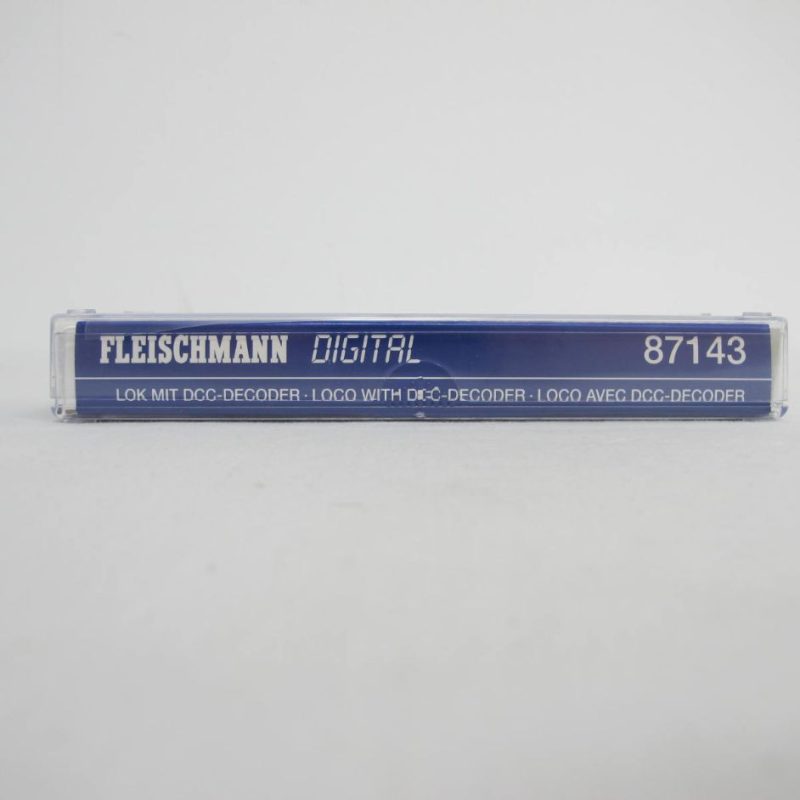 FLEISCHMANN DIGITAL 87143
LOK MIT DCC-DECODER · LOCO WITH DCC-DECODER · LOCO AVEC DCC-DECODER